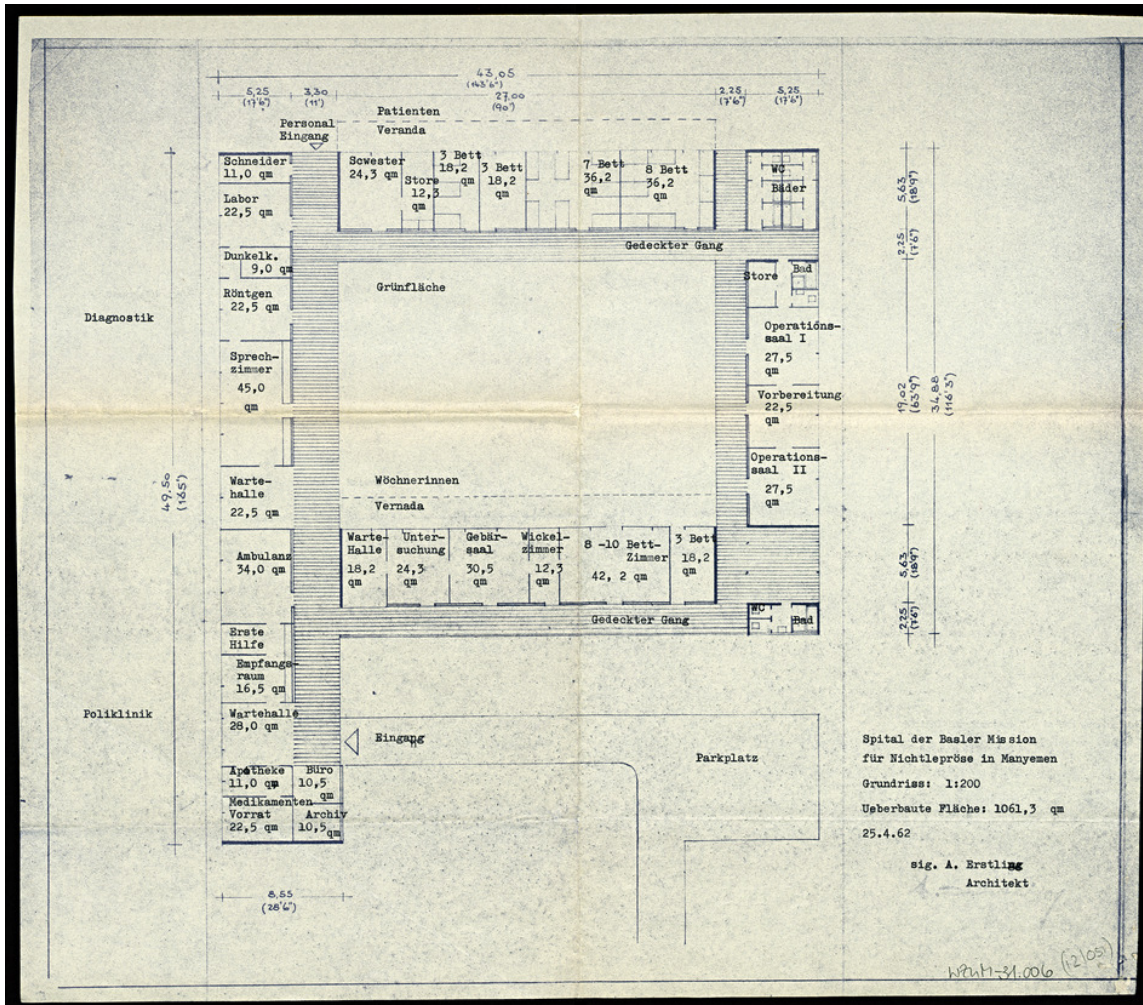 43,05
(143'6")
5,25
(17'6")
3,30
(11')
27,00
(90')
2,25
(7'6")
5,25
(17'6")
Patienten
Veranda
Personal
Eingang
Schneider
11,0 qm
Labor
22,5 qm
Dunkelk.
9,0 qm
Röntgen
22,5 qm
Sprech-
zimmer
45,0
qm
Warte-
halle
22,5 qm
Ambulanz
34,0 qm
Erste
Hilfe
Empfangs-
raum
16,5 qm
Wartehalle
28,0 qm
Apotheke
11,0 qm
Büro
10,5
qm
Medikamenten
Vorrat
22,5 qm
Archiv
10,5
qm
Diagnostik
Poliklinik
49,50
(165')
8,55
(28'6")
Scwester
24,3 qm
Store
12,3
qm
3 Bett
18,2
qm
3 Bett
18,2
qm
7 Bett
36,2
qm
8 Bett
36,2
qm
WC
Bäder
Gedeckter Gang
Grünfläche
Store
Bad
Operations-
saal I
27,5
qm
Vorbereitung
22,5
qm
Operations-
saal II
27,5
qm
Wöchnerinnen
Vernada
Warte-
Halle
18,2
qm
Unter-
suchung
24,3
qm
Gebär-
saal
30,5
qm
Wickel-
zimmer
12,3
qm
8 -10 Bett-
Zimmer
42, 2 qm
3 Bett
18,2
qm
Gedeckter Gang
WC
Bad
Eingang
Parkplatz
5,63
(18'9")
2,25
(7'6")
19,02
(63'9")
34,88
(116'3")
5,63
(18'9")
2,25
(7'6")
Spital der Basler Mission
für Nichtlepröse in Manyemen
Grundriss: 1:200
Ueberbaute Fläche: 1061,3 qm
25.4.62
sig. A. Erstling
Architekt